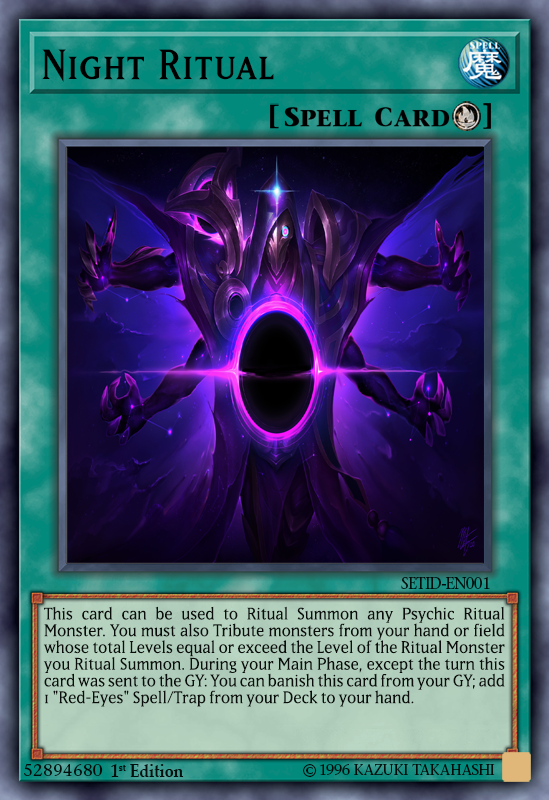 NIGHT RITUAL
SPELL
魔
[SPELL CARD]
SETID-EN001
This card can be used to Ritual Summon any Psychic Ritual
Monster. You must also Tribute monsters from your hand or field
whose total Levels equal or exceed the Level of the Ritual Monster
you Ritual Summon. During your Main Phase, except the turn this
card was sent to the GY: You can banish this card from your GY; add
1 "Red-Eyes" Spell/Trap from your Deck to your hand.
52894680 1st Edition © 1996 KAZUKI TAKAHASHI